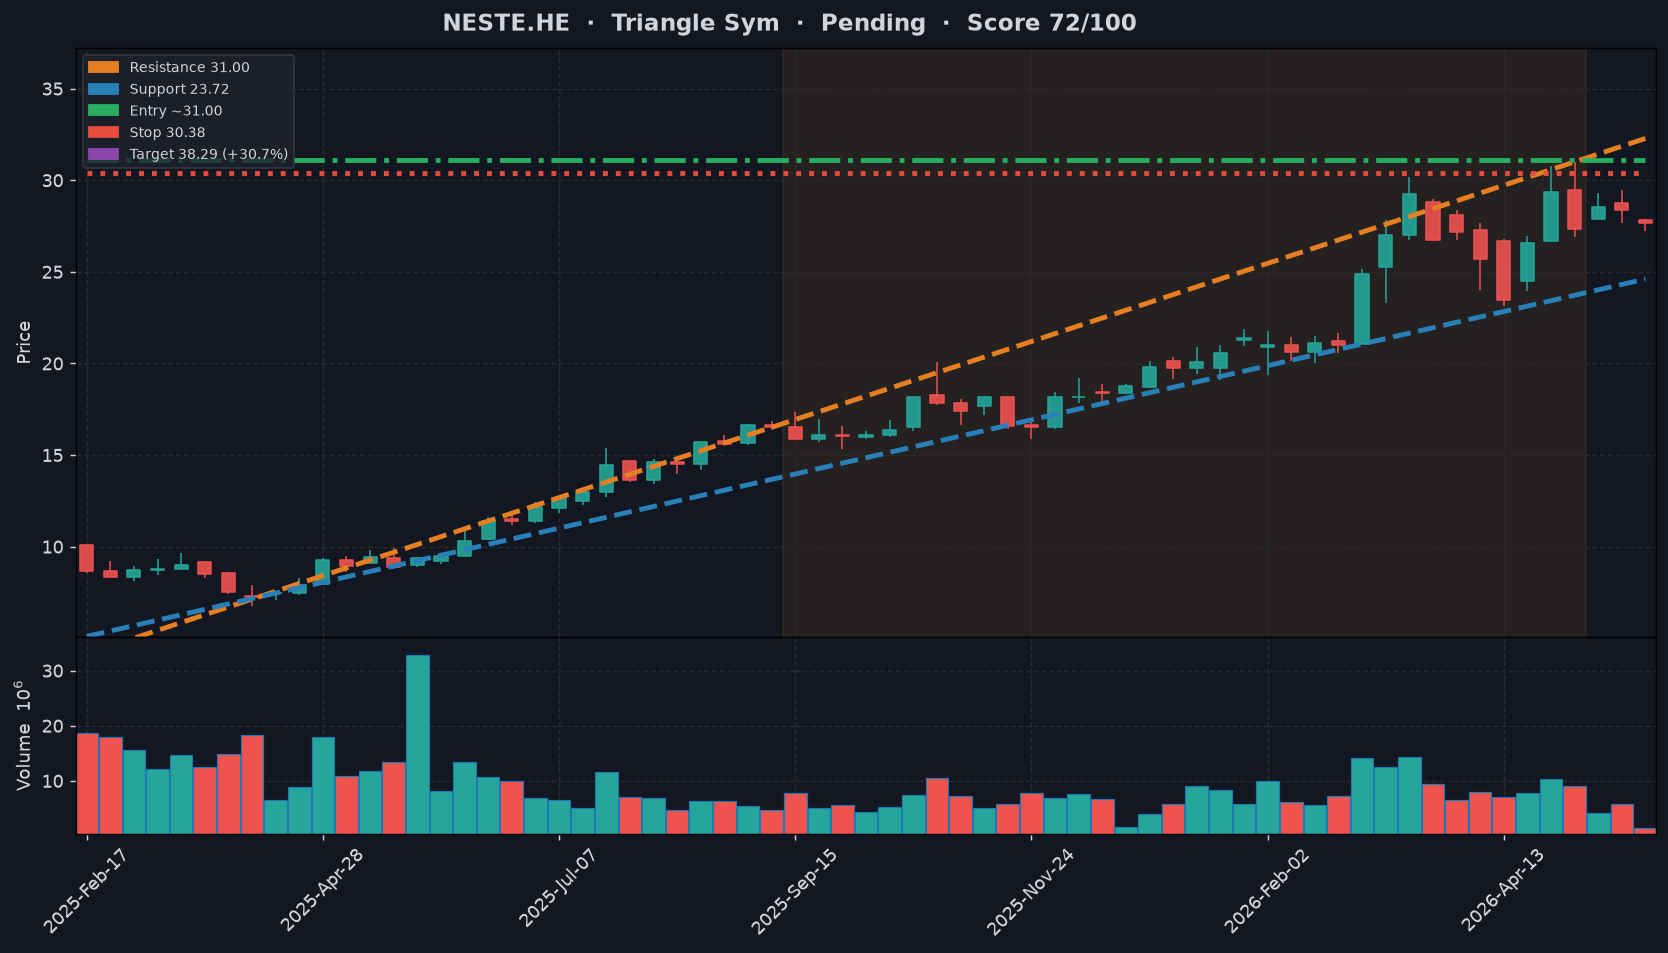 NESTE.HE · Triangle Sym · Pending · Score 72/100
Resistance 31.00
Support 23.72
Entry ~31.00
Stop 30.38
Target 38.29 (+30.7%)
Price
35
30
25
20
15
10
Volume 10⁶
30
20
10
2025-Feb-17
2025-Apr-28
2025-Jul-07
2025-Sep-15
2025-Nov-24
2026-Feb-02
2026-Apr-13